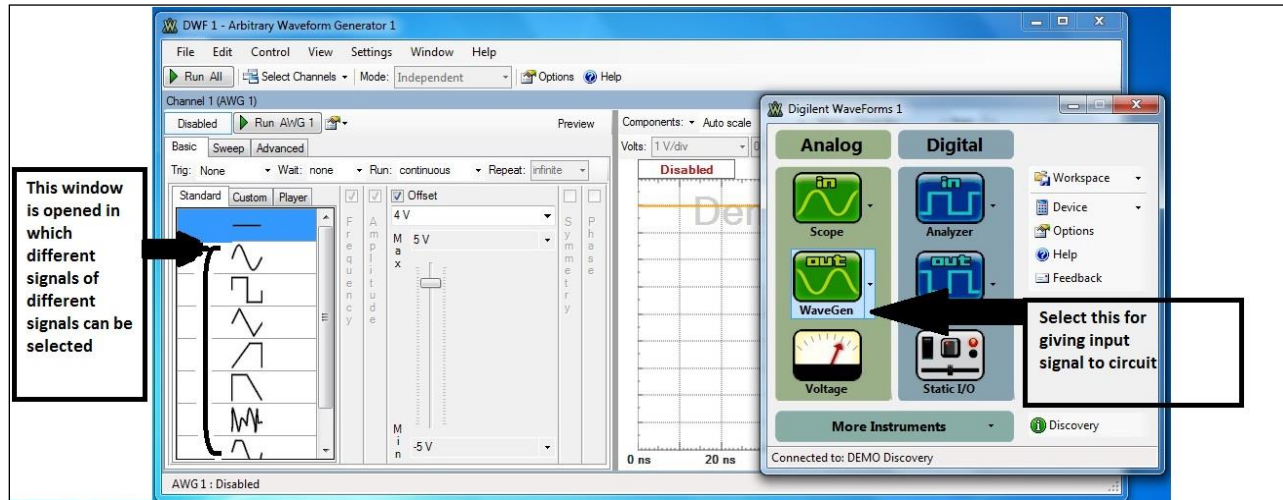 DWF 1 - Arbitrary Waveform Generator 1
File Edit Control View Settings Window Help
Run All Select Channels Mode: Independent Options Help
Channel 1 (AWG 1)
Disabled Run AWG 1 Preview
Basic Sweep Advanced
Trig: None Wait: none Run: continuous Repeat: infinite
Standard Custom Player
Frequency
Amplitude
Offset
4 V
Max
5 V
Min
-5 V
Symmetry
Phase
Components: Auto scale
Volts: 1 V/div
Disabled
0 ns 20 ns
AWG 1 : Disabled
This window
is opened in
which
different
signals of
different
signals can be
selected
Digilent WaveForms 1
Analog Digital
Scope Analyzer
in in
WaveGen
out out
Voltage Static I/O
More Instruments
Workspace
Device
Options
Help
Feedback
Discovery
Connected to: DEMO Discovery
Select this for
giving input
signal to circuit